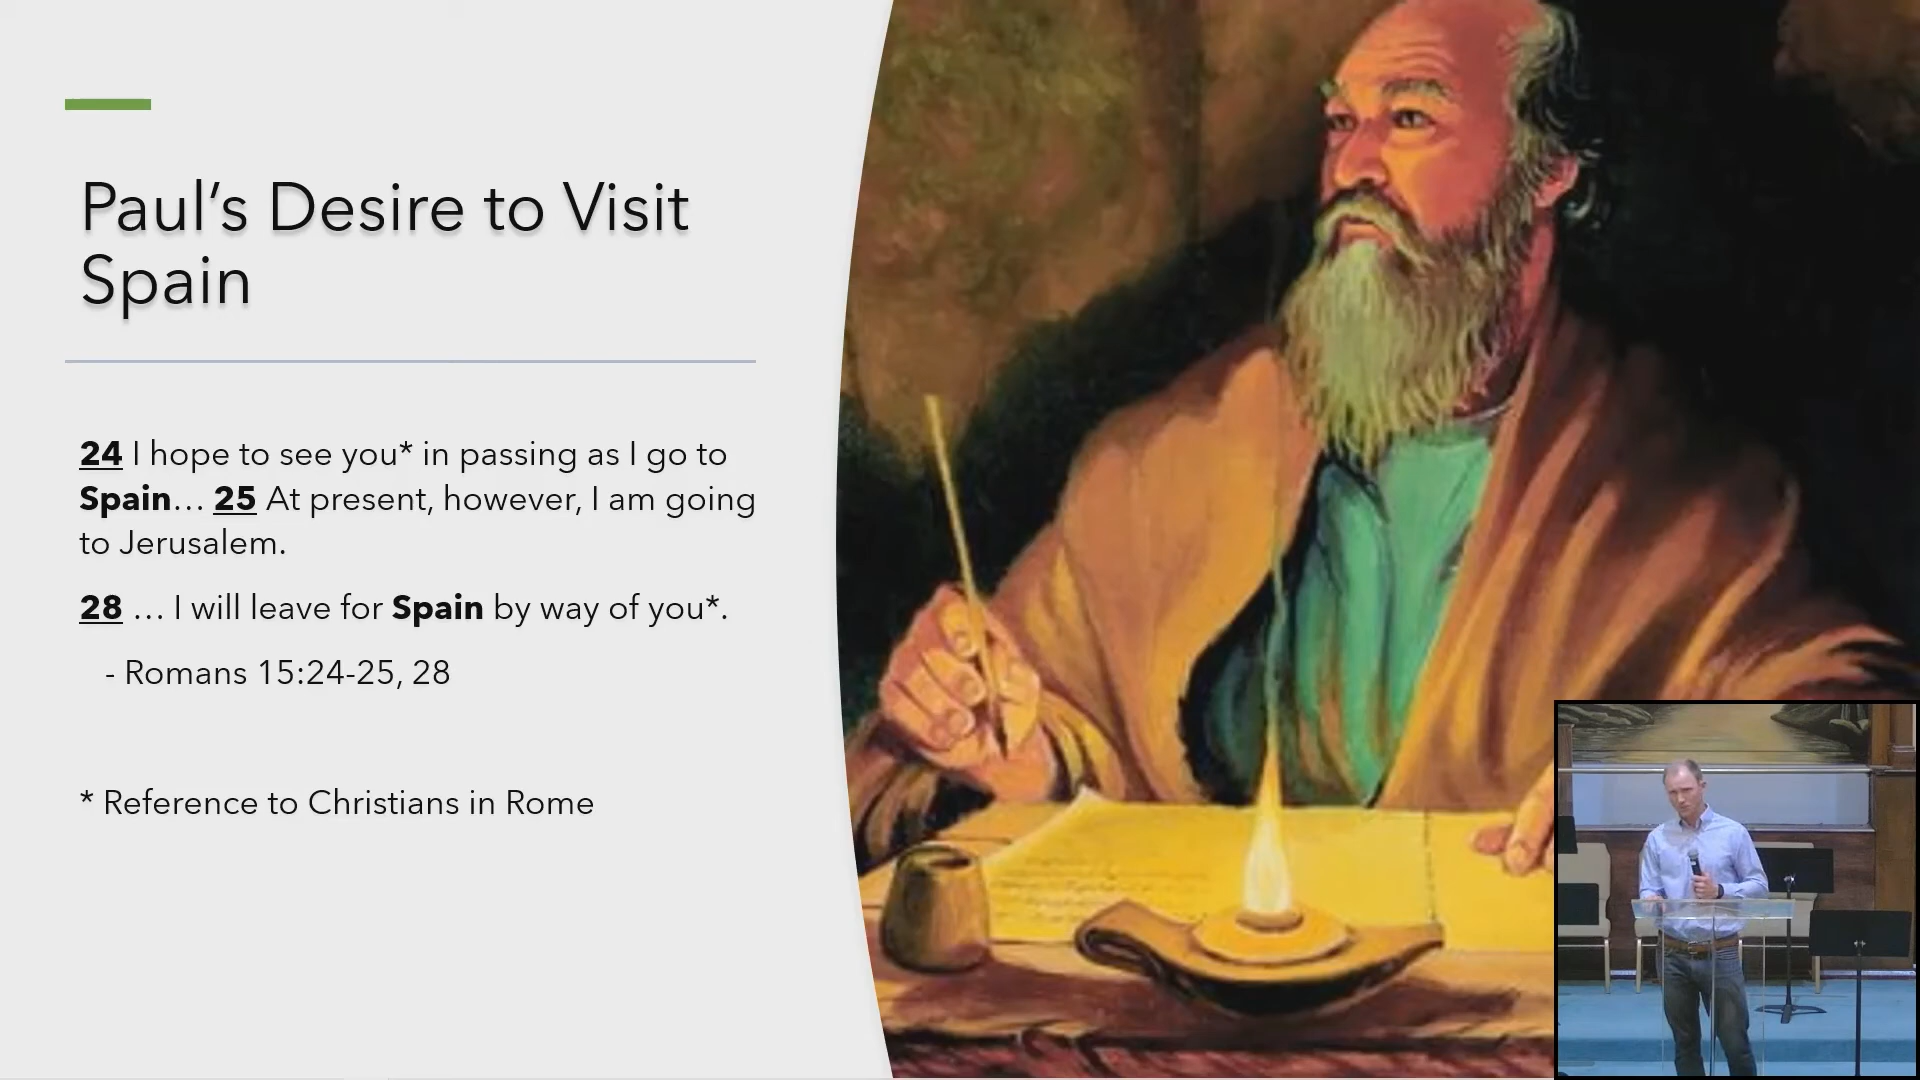 Paul’s Desire to Visit
Spain
24 I hope to see you* in passing as I go to
Spain… 25 At present, however, I am going
to Jerusalem.
28 … I will leave for Spain by way of you*.
- Romans 15:24-25, 28
* Reference to Christians in Rome